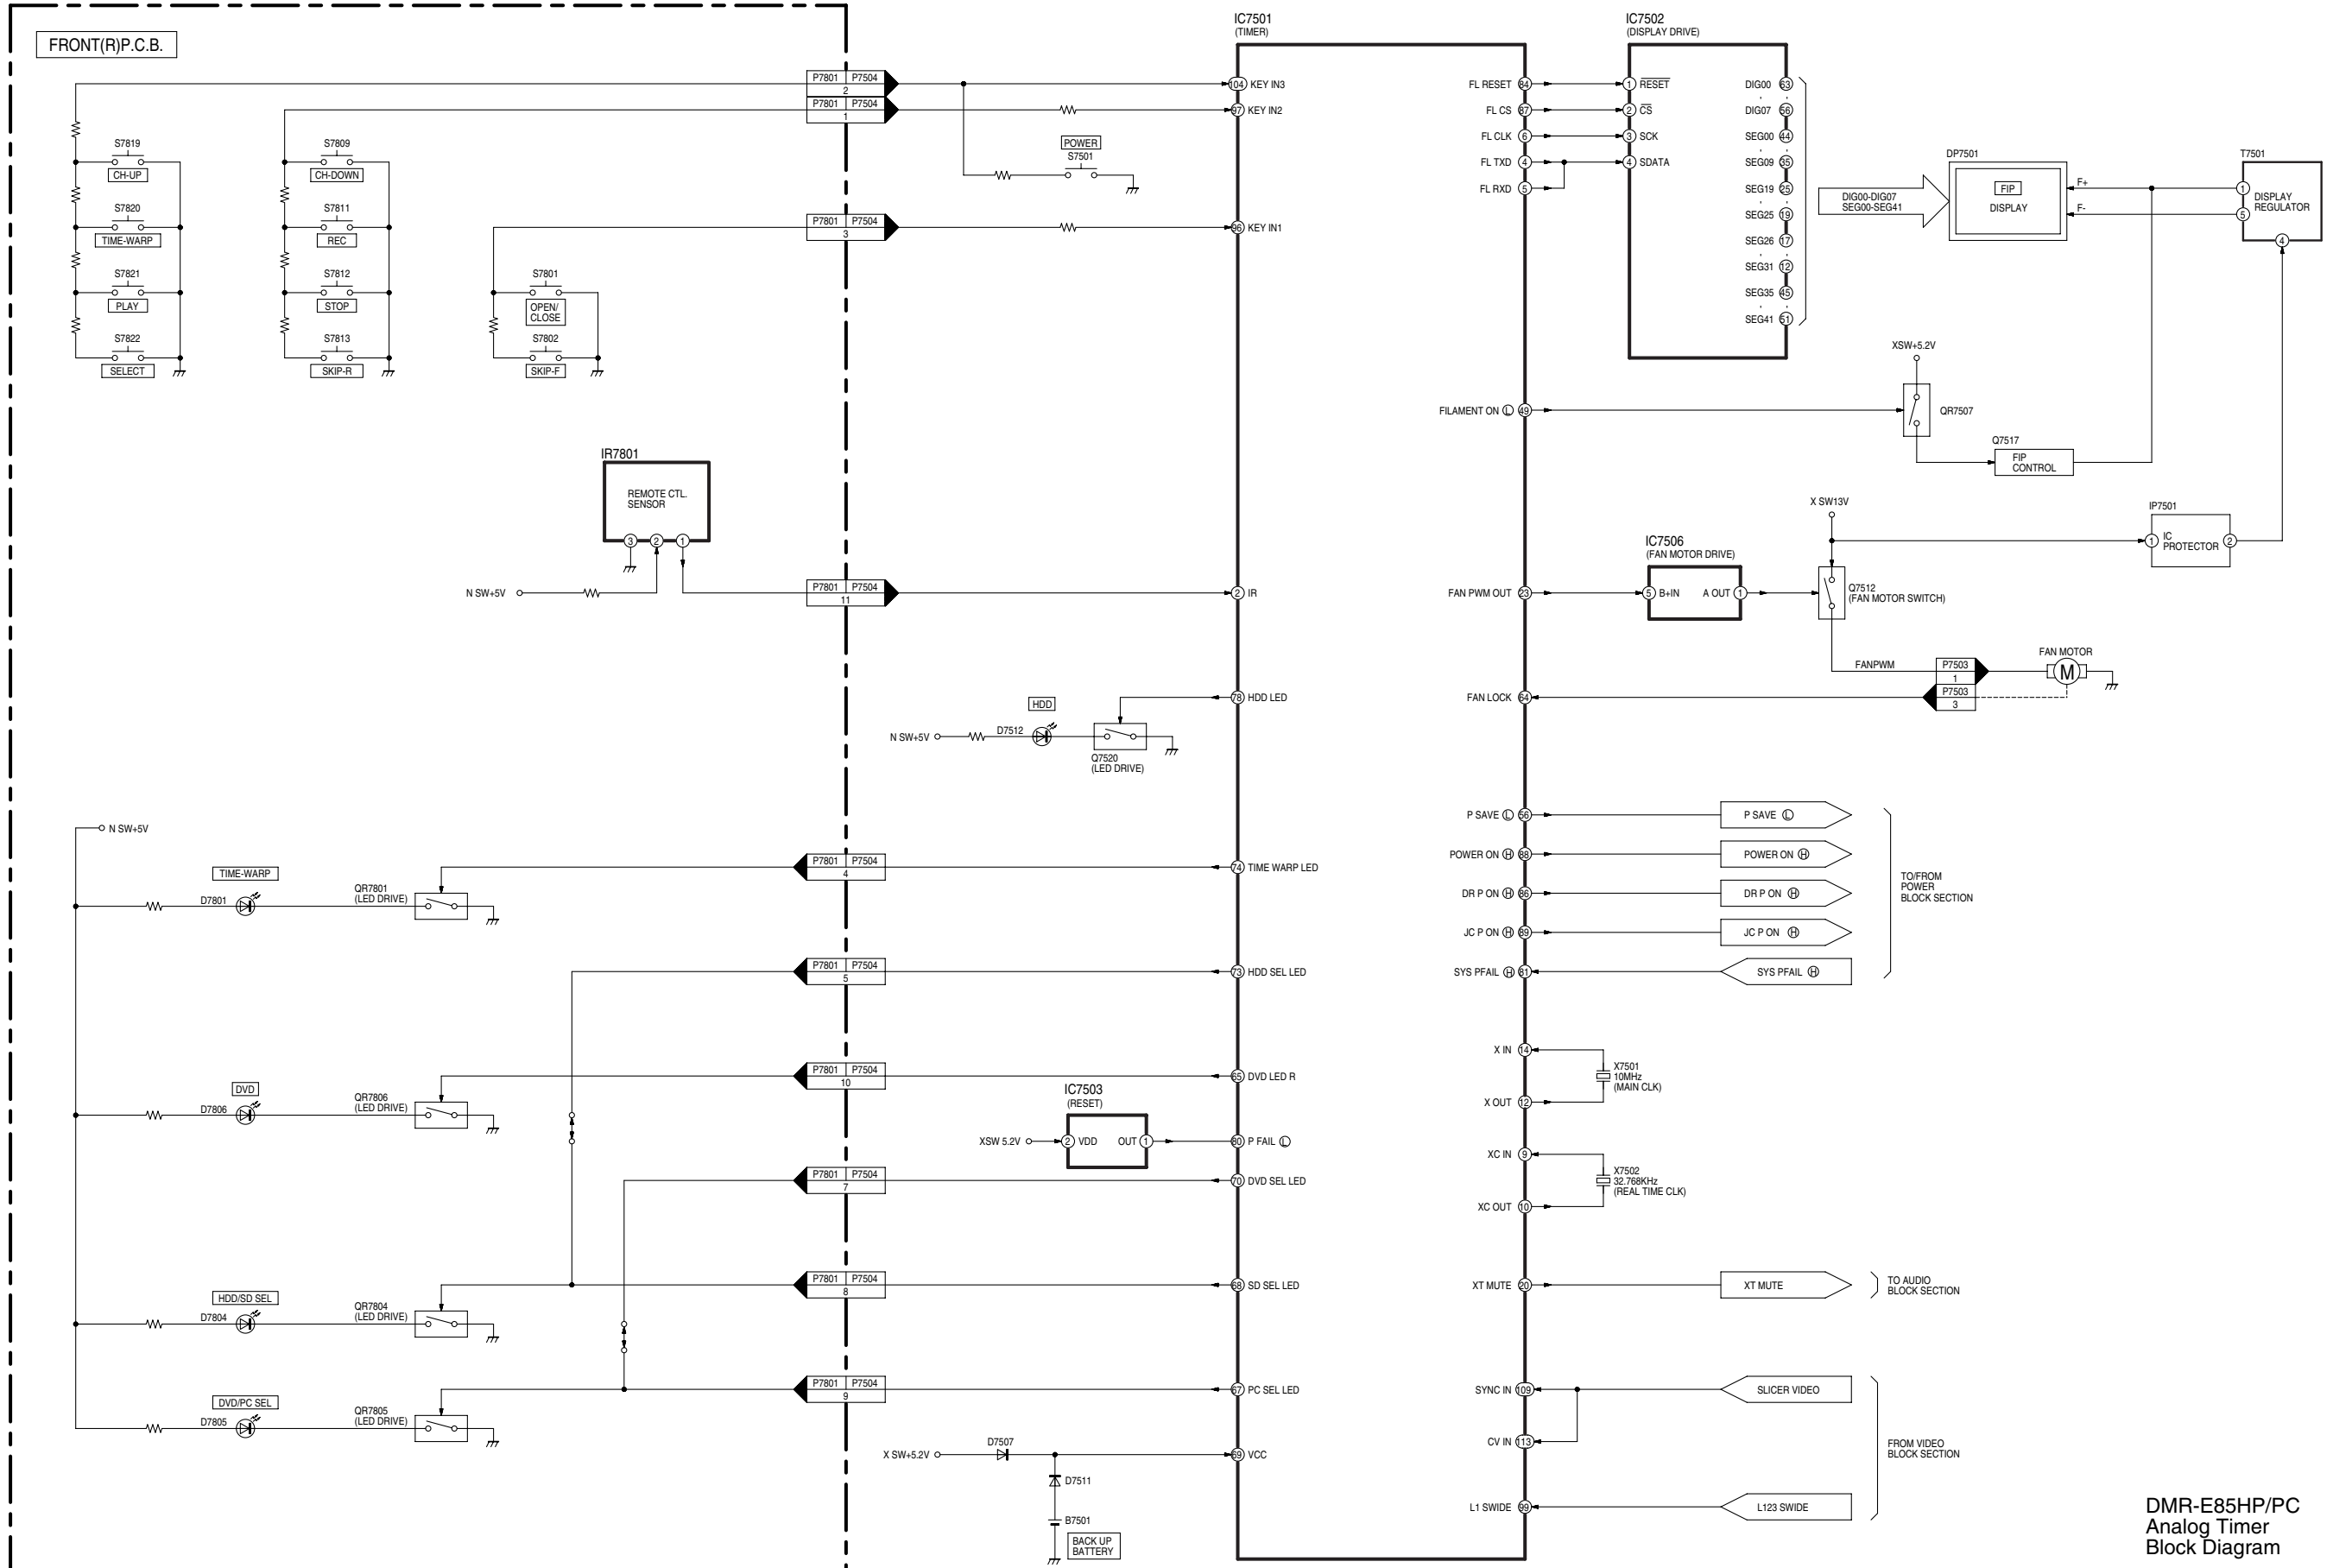 FRONT(R)P.C.B.
P7801 P7504
2
P7801 P7504
1
S7819
CH-UP
S7820
TIME-WARP
S7821
PLAY
S7822
SELECT
S7809
CH-DOWN
S7811
REC
S7812
STOP
S7813
SKIP-R
S7801
OPEN/
CLOSE
S7802
SKIP-F
P7801 P7504
3
POWER
S7501
IR7801
REMOTE CTL.
SENSOR
3 2 1
N SW+5V
P7801 P7504
11
HDD
N SW+5V
D7512
Q7520
(LED DRIVE)
N SW+5V
TIME-WARP
D7801
QR7801
(LED DRIVE)
P7801 P7504
4
P7801 P7504
5
DVD
D7806
QR7806
(LED DRIVE)
P7801 P7504
10
IC7503
(RESET)
XSW 5.2V
2 VDD OUT 1
P7801 P7504
7
HDD/SD SEL
D7804
QR7804
(LED DRIVE)
P7801 P7504
8
DVD/PC SEL
D7805
QR7805
(LED DRIVE)
P7801 P7504
9
X SW+5.2V
D7507
D7511
B7501
BACK UP
BATTERY
IC7501
(TIMER)
104 KEY IN3
97 KEY IN2
96 KEY IN1
2 IR
78 HDD LED
74 TIME WARP LED
73 HDD SEL LED
65 DVD LED R
80 P FAIL L
70 DVD SEL LED
68 SD SEL LED
67 PC SEL LED
69 VCC
FL RESET 84
FL CS 87
FL CLK 6
FL TXD 4
FL RXD 5
FILAMENT ON L 49
FAN PWM OUT 23
FAN LOCK 64
P SAVE L 56
POWER ON H 88
DR P ON H 86
JC P ON H 89
SYS PFAIL H 81
X IN 14
X OUT 12
XC IN 9
XC OUT 10
XT MUTE 20
SYNC IN 109
CV IN 113
L1 SWIDE 99
IC7502
(DISPLAY DRIVE)
1 RESET
2 CS
3 SCK
4 SDATA
DIG00 63
DIG07 56
SEG00 44
SEG09 35
SEG19 25
SEG25 19
SEG26 17
SEG31 12
SEG35 45
SEG41 51
DIG00-DIG07
SEG00-SEG41
DP7501
FIP
DISPLAY
F+
F-
T7501
1
5
DISPLAY
REGULATOR
4
XSW+5.2V
QR7507
Q7517
FIP
CONTROL
X SW13V
IP7501
1 IC
PROTECTOR 2
IC7506
(FAN MOTOR DRIVE)
5 B+IN A OUT 1
Q7512
(FAN MOTOR SWITCH)
FANPWM
P7503
1
P7503
3
FAN MOTOR
M
P SAVE L
POWER ON H
DR P ON H
JC P ON H
SYS PFAIL H
TO/FROM
POWER
BLOCK SECTION
X7501
10MHz
(MAIN CLK)
X7502
32.768KHz
(REAL TIME CLK)
XT MUTE
TO AUDIO
BLOCK SECTION
SLICER VIDEO
L123 SWIDE
FROM VIDEO
BLOCK SECTION
DMR-E85HP/PC
Analog Timer
Block Diagram